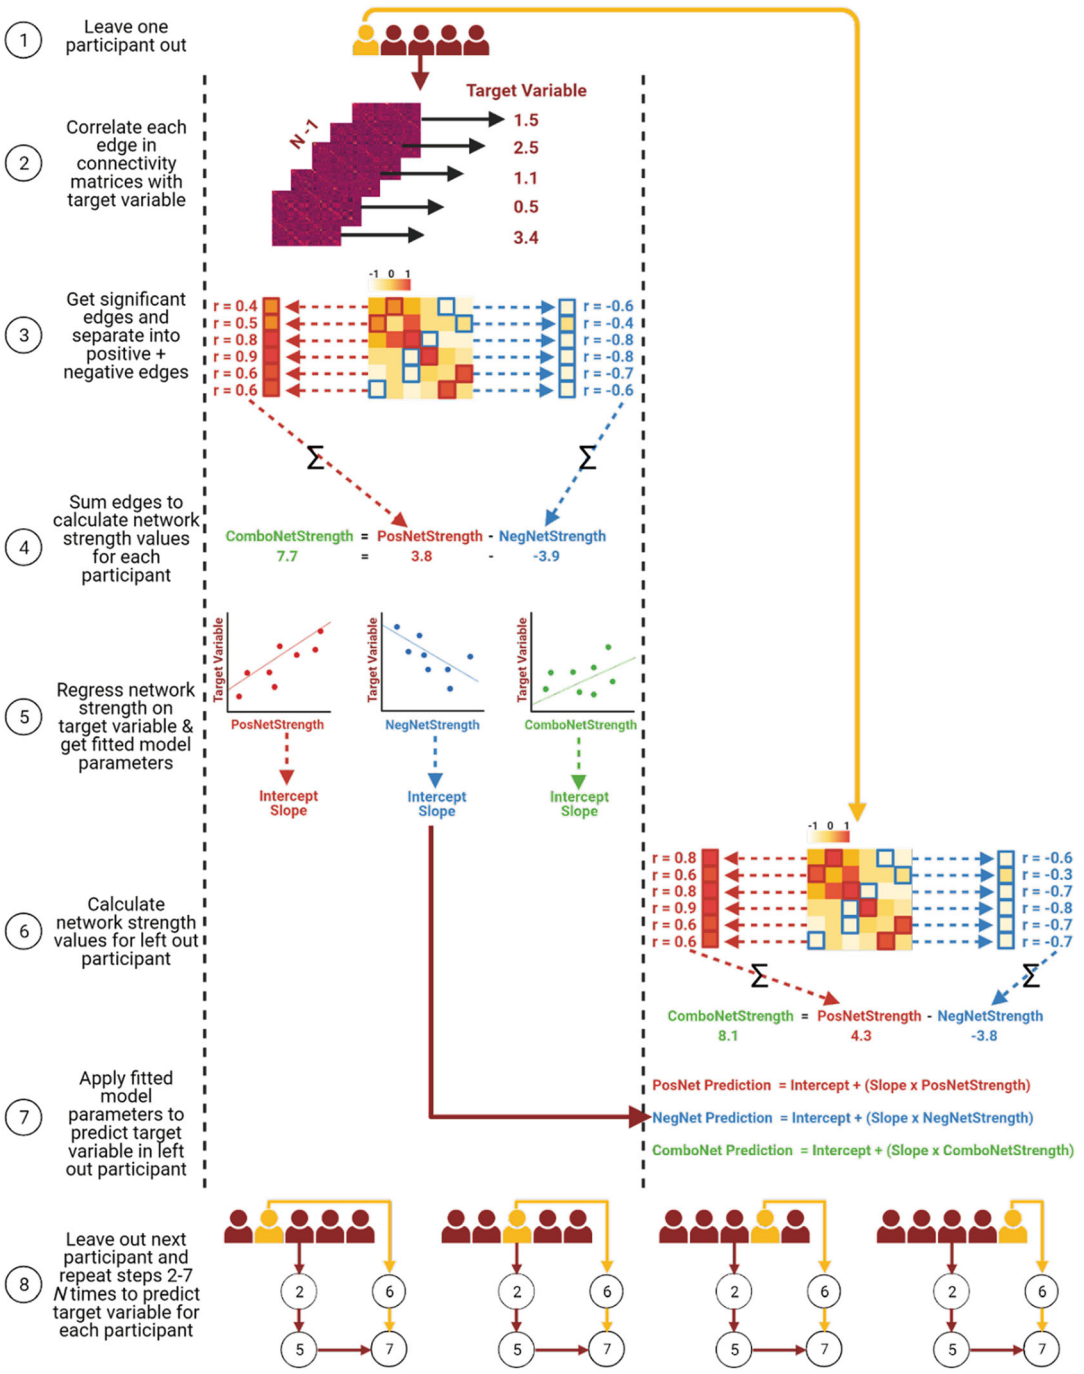 1
Leave one
participant out
Target Variable
N -1
1.5
2.5
1.1
0.5
3.4
2
Correlate each
edge in
connectivity
matrices with
target variable
3
Get significant
edges and
separate into
positive +
negative edges
-1 0 1
r = 0.4
r = 0.5
r = 0.8
r = 0.9
r = 0.6
r = 0.6
r = -0.6
r = -0.4
r = -0.8
r = -0.8
r = -0.7
r = -0.6
Σ
Σ
4
Sum edges to
calculate network
strength values
for each
participant
ComboNetStrength = PosNetStrength - NegNetStrength
7.7 = 3.8 - -3.9
5
Regress network
strength on
target variable &
get fitted model
parameters
Target Variable
PosNetStrength
Intercept
Slope
Target Variable
NegNetStrength
Intercept
Slope
Target Variable
ComboNetStrength
Intercept
Slope
6
Calculate
network strength
values for left out
participant
-1 0 1
r = 0.8
r = 0.6
r = 0.8
r = 0.9
r = 0.6
r = 0.6
r = -0.6
r = -0.3
r = -0.7
r = -0.8
r = -0.7
r = -0.7
Σ
Σ
ComboNetStrength = PosNetStrength - NegNetStrength
8.1 4.3 -3.8
7
Apply fitted
model
parameters to
predict target
variable in left
out participant
PosNet Prediction = Intercept + (Slope x PosNetStrength)
NegNet Prediction = Intercept + (Slope x NegNetStrength)
ComboNet Prediction = Intercept + (Slope x ComboNetStrength)
8
Leave out next
participant and
repeat steps 2-7
N times to predict
target variable for
each participant
2 6
5 7
2 6
5 7
2 6
5 7
2 6
5 7